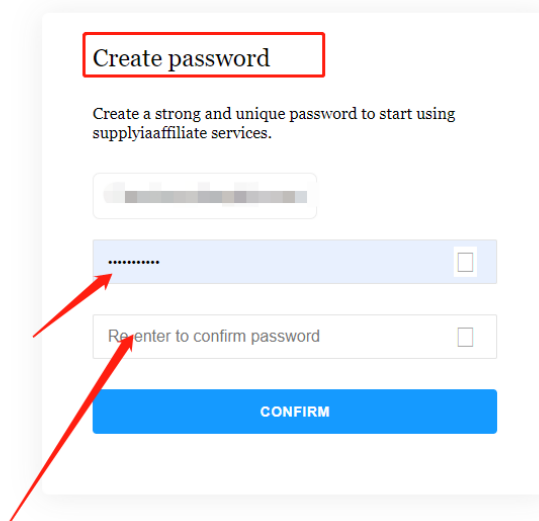 Create password
Create a strong and unique password to start using
supplyiaaffiliate services.
•••••••••••
Re-enter to confirm password
CONFIRM